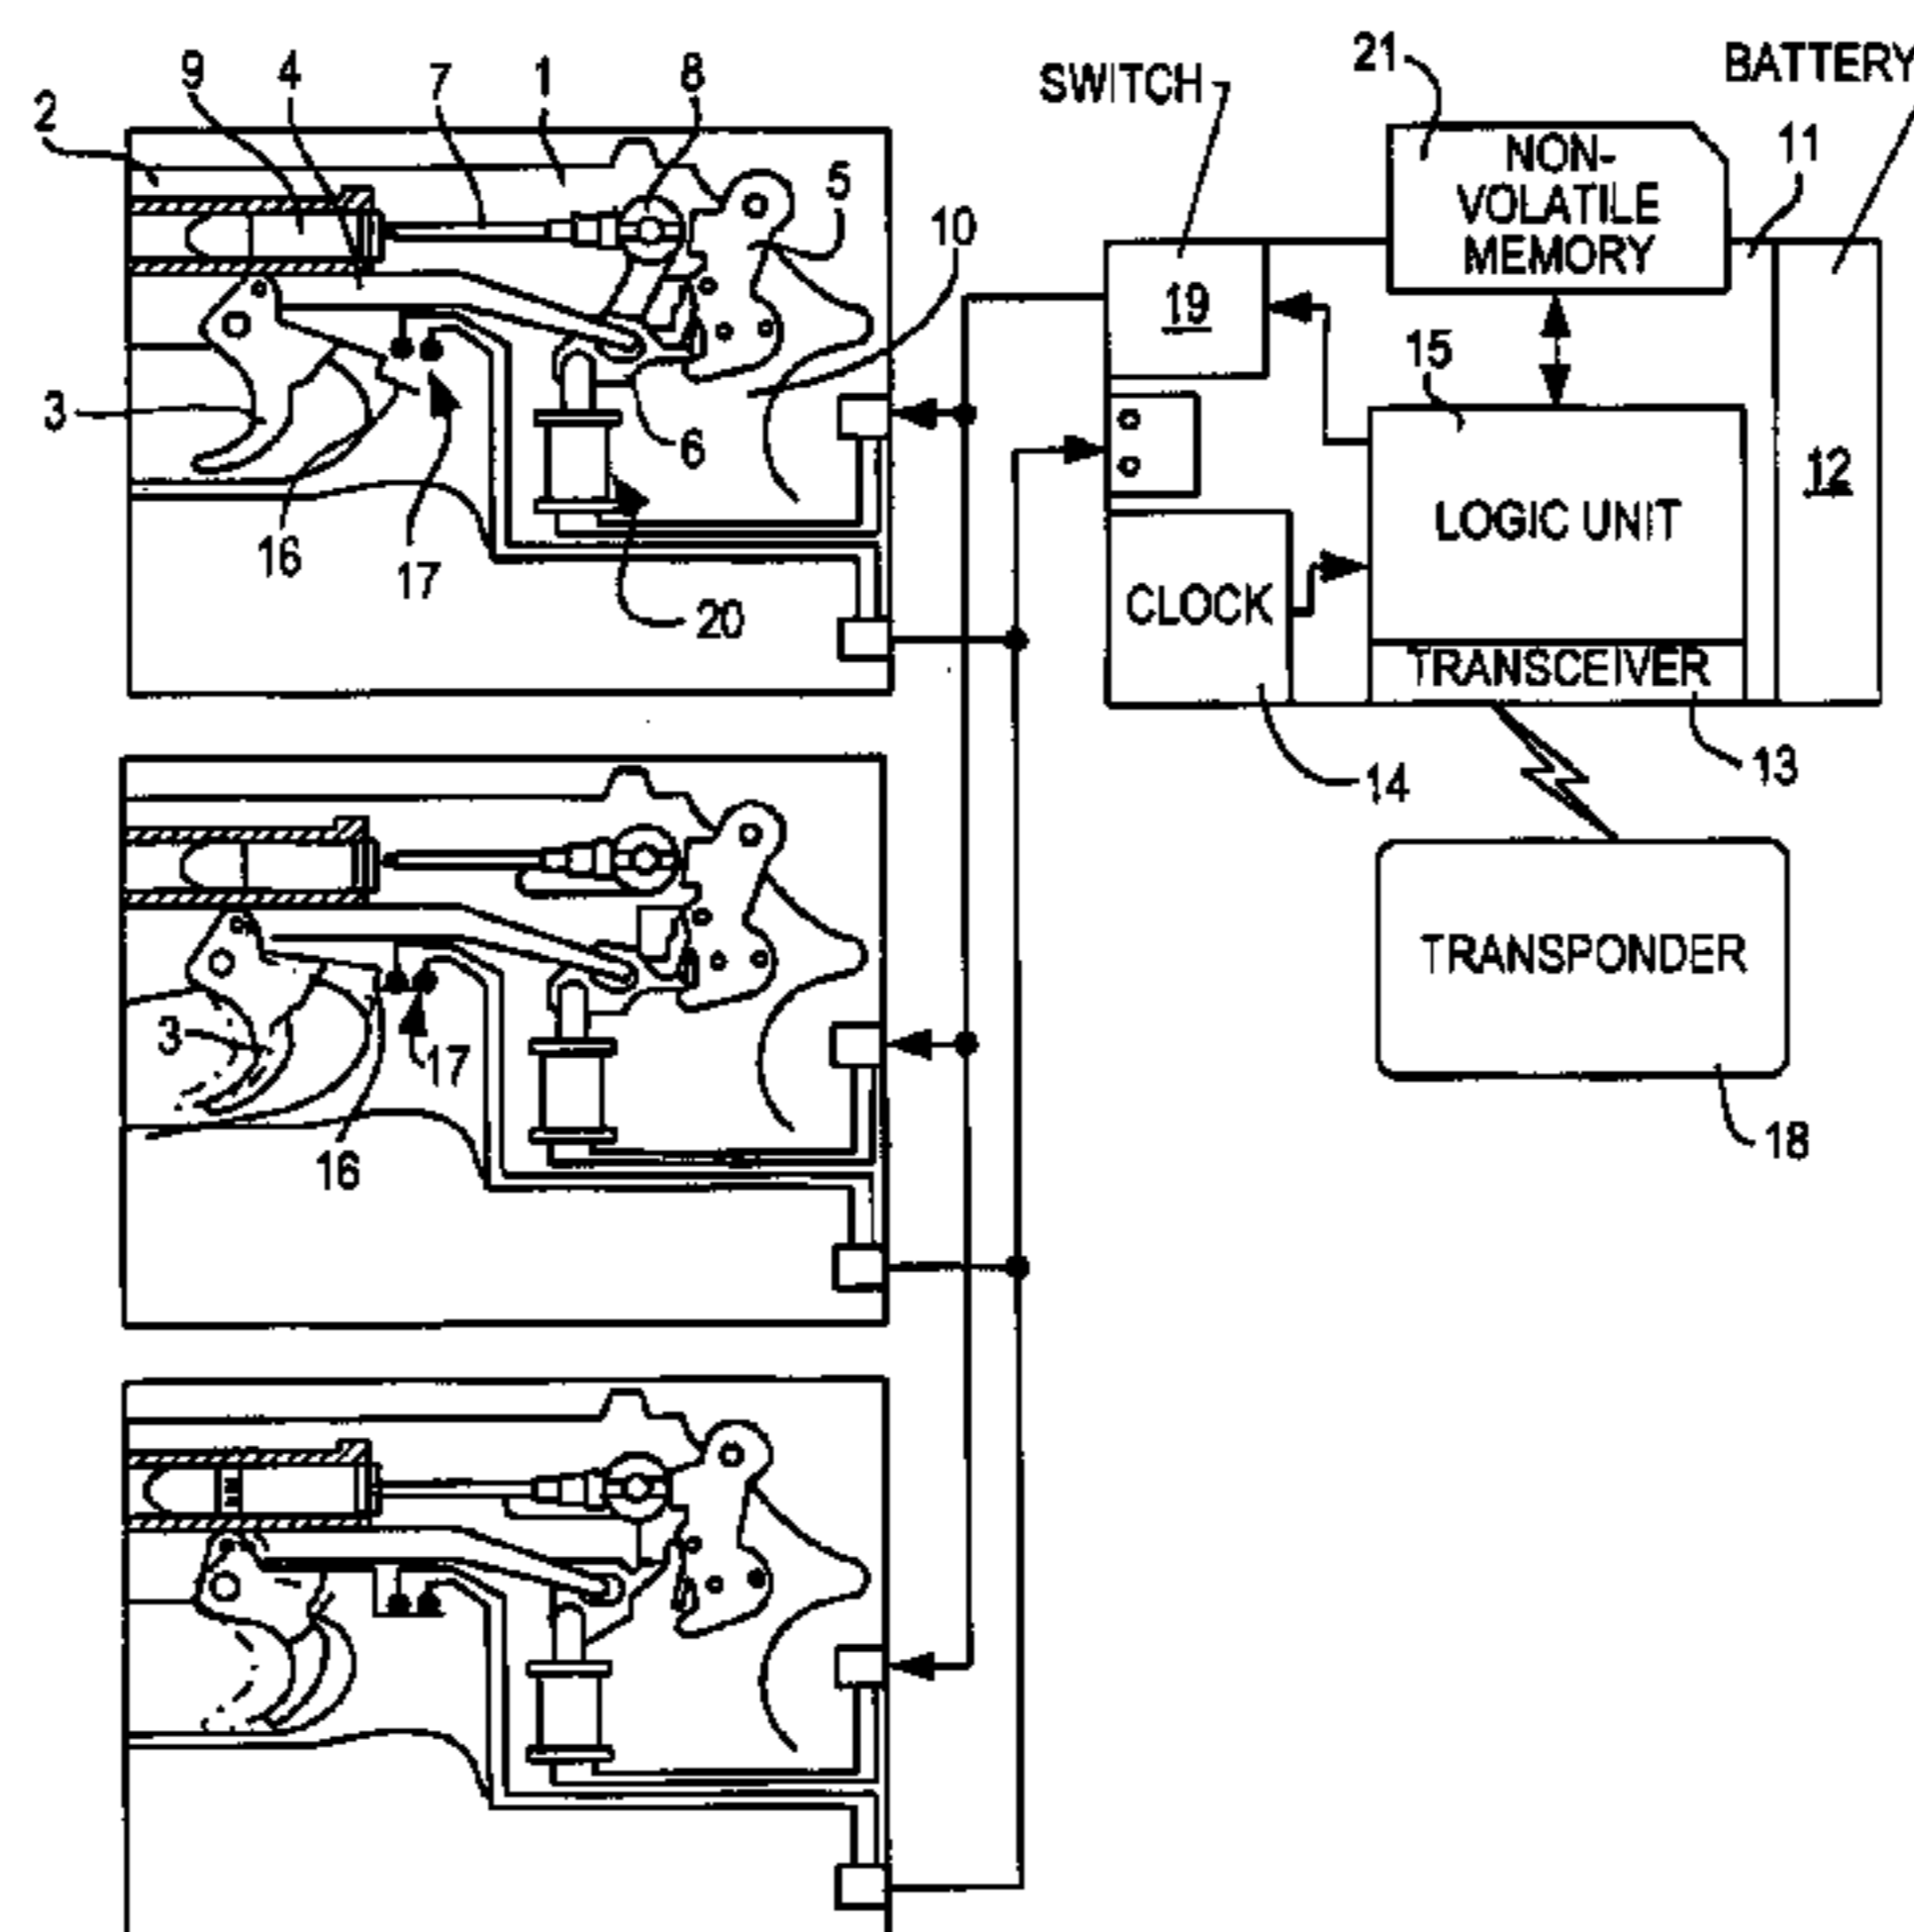 9 4 7 1 8
2
5
10
3
6
16
17
20
SWITCH
21
BATTERY
NON-
VOLATILE
MEMORY
11
19
15
12
LOGIC UNIT
CLOCK
TRANSCEIVER
14
13
TRANSPONDER
18
3
17
16